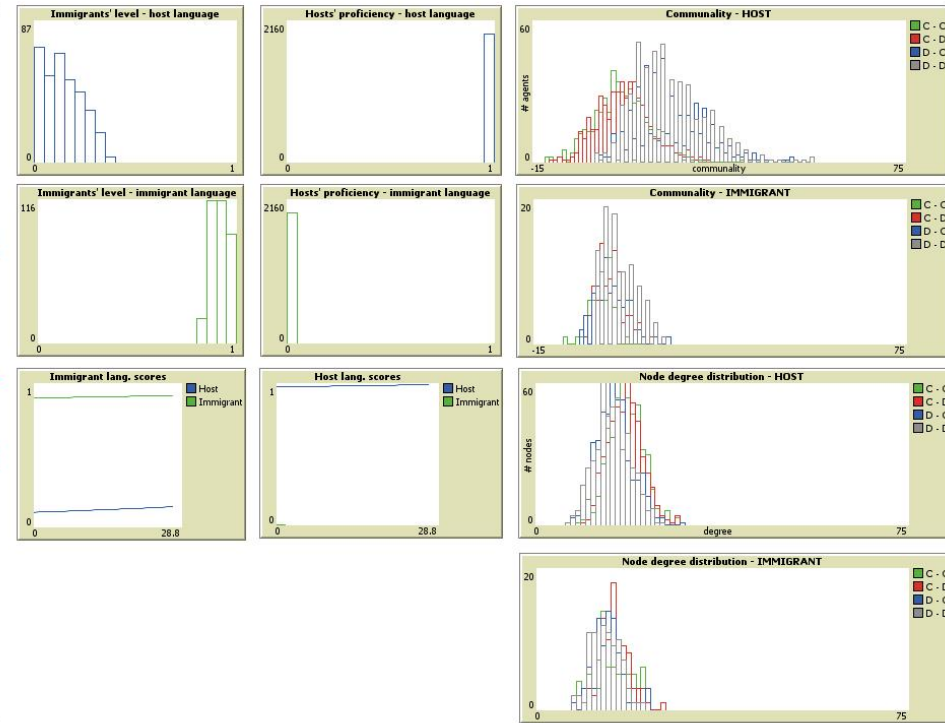 Immigrants' level - host language
87
0
0
1
Hosts' proficiency - host language
2160
0
0
1
Communality - HOST
60
# agents
0
-15
communality
75
C - C
C - D
D - C
D - D
Immigrants' level - immigrant language
116
0
0
1
Hosts' proficiency - immigrant language
2160
0
0
1
Communality - IMMIGRANT
20
0
-15
75
C - C
C - D
D - C
D - D
Immigrant lang. scores
1
0
0
28.8
Host
Immigrant
Host lang. scores
1
0
0
28.8
Host
Immigrant
Node degree distribution - HOST
60
# nodes
0
0
degree
75
C - C
C - D
D - C
D - D
Node degree distribution - IMMIGRANT
20
0
0
75
C - C
C - D
D - C
D - D